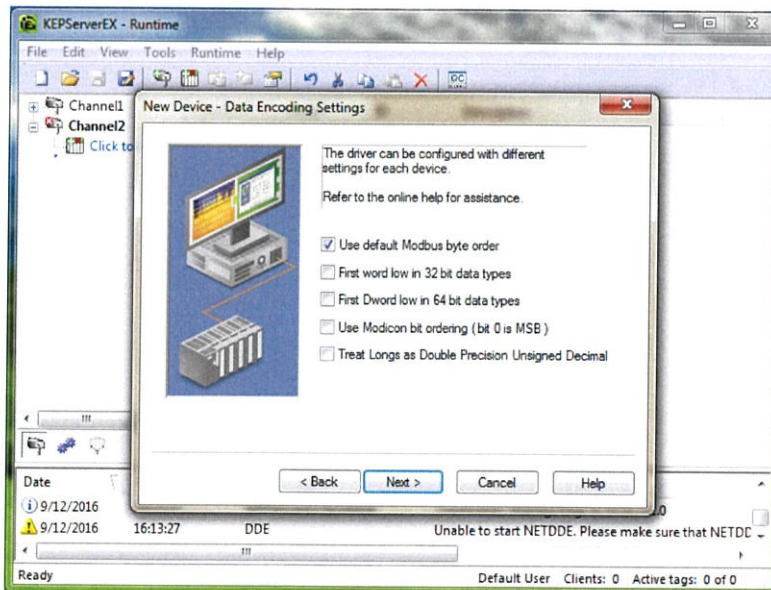 KEPServerEX - Runtime
File Edit View Tools Runtime Help
QC
Channel1
Channel2
Click to
New Device - Data Encoding Settings
The driver can be configured with different
settings for each device.
Refer to the online help for assistance.
Use default Modbus byte order
First word low in 32 bit data types
First Dword low in 64 bit data types
Use Modicon bit ordering ( bit 0 is MSB )
Treat Longs as Double Precision Unsigned Decimal
< Back Next > Cancel Help
Date
9/12/2016
9/12/2016 16:13:27 DDE Unable to start NETDDE. Please make sure that NETDD
Ready Default User Clients: 0 Active tags: 0 of 0